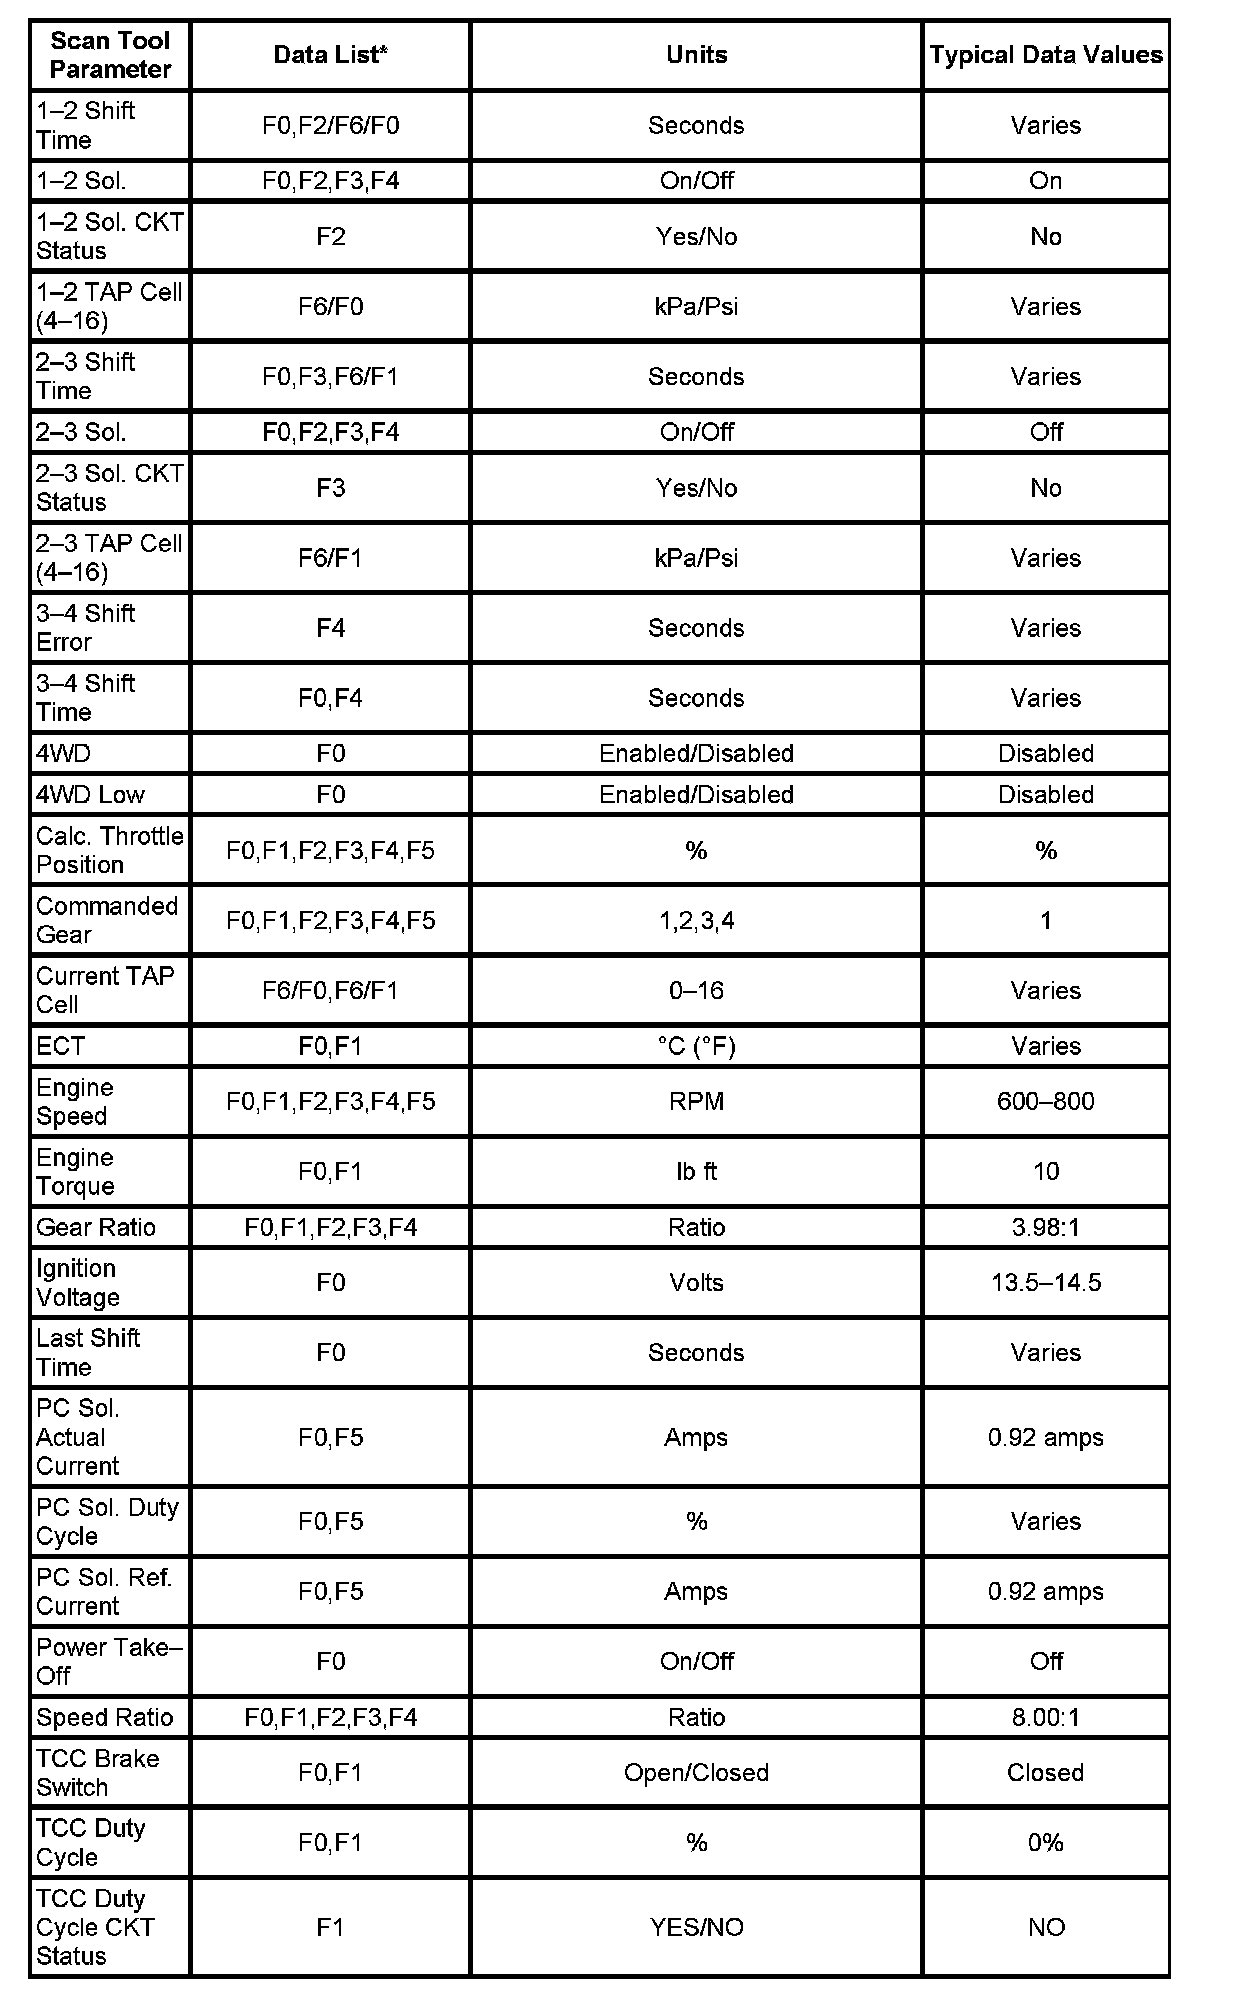 Scan Tool
Parameter
Data List*
Units
Typical Data Values
1–2 Shift
Time
F0,F2/F6/F0
Seconds
Varies
1–2 Sol.
F0,F2,F3,F4
On/Off
On
1–2 Sol. CKT
Status
F2
Yes/No
No
1–2 TAP Cell
(4–16)
F6/F0
kPa/Psi
Varies
2–3 Shift
Time
F0,F3,F6/F1
Seconds
Varies
2–3 Sol.
F0,F2,F3,F4
On/Off
Off
2–3 Sol. CKT
Status
F3
Yes/No
No
2–3 TAP Cell
(4–16)
F6/F1
kPa/Psi
Varies
3–4 Shift
Error
F4
Seconds
Varies
3–4 Shift
Time
F0,F4
Seconds
Varies
4WD
F0
Enabled/Disabled
Disabled
4WD Low
F0
Enabled/Disabled
Disabled
Calc. Throttle
Position
F0,F1,F2,F3,F4,F5
%
%
Commanded
Gear
F0,F1,F2,F3,F4,F5
1,2,3,4
1
Current TAP
Cell
F6/F0,F6/F1
0–16
Varies
ECT
F0,F1
°C (°F)
Varies
Engine
Speed
F0,F1,F2,F3,F4,F5
RPM
600–800
Engine
Torque
F0,F1
lb ft
10
Gear Ratio
F0,F1,F2,F3,F4
Ratio
3.98:1
Ignition
Voltage
F0
Volts
13.5–14.5
Last Shift
Time
F0
Seconds
Varies
PC Sol.
Actual
Current
F0,F5
Amps
0.92 amps
PC Sol. Duty
Cycle
F0,F5
%
Varies
PC Sol. Ref.
Current
F0,F5
Amps
0.92 amps
Power Take–
Off
F0
On/Off
Off
Speed Ratio
F0,F1,F2,F3,F4
Ratio
8.00:1
TCC Brake
Switch
F0,F1
Open/Closed
Closed
TCC Duty
Cycle
F0,F1
%
0%
TCC Duty
Cycle CKT
Status
F1
YES/NO
NO